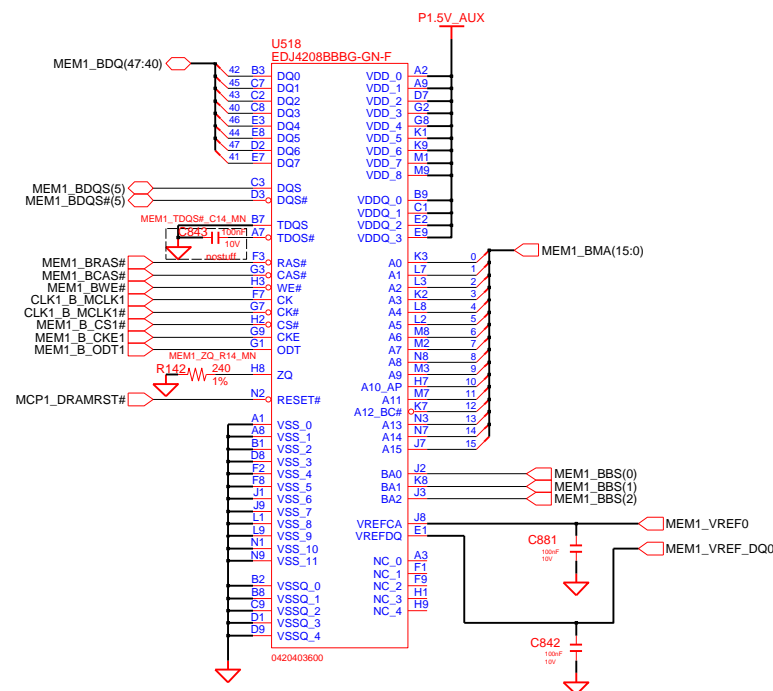 P1.5V_AUX
U518
EDJ4208BBBG-GN-F
MEM1_BDQ(47:40)
42 B3 DQ0
45 C7 DQ1
43 C2 DQ2
40 C8 DQ3
46 E3 DQ4
44 E8 DQ5
47 D2 DQ6
41 E7 DQ7
VDD_0 A2
VDD_1 A9
VDD_2 D7
VDD_3 G2
VDD_4 G8
VDD_5 K1
VDD_6 K9
VDD_7 M1
VDD_8 M9
MEM1_BDQS(5) C3 DQS
MEM1_BDQS#(5) D3 DQS#
VDDQ_0 B9
VDDQ_1 C1
VDDQ_2 E2
VDDQ_3 E9
MEM1_TDQS#_C14_MN
B7 TDQS
A7 TDOS#
C843 100nF
10V
nostuff
MEM1_BRAS# F3 RAS#
MEM1_BCAS# G3 CAS#
MEM1_BWE# H3 WE#
CLK1_B_MCLK1 F7 CK
CLK1_B_MCLK1# G7 CK#
MEM1_B_CS1# H2 CS#
MEM1_B_CKE1 G9 CKE
MEM1_B_ODT1 G1 ODT
MEM1_BMA(15:0)
A0 K3 0
A1 L7 1
A2 L3 2
A3 K2 3
A4 L8 4
A5 L2 5
A6 M8 6
A7 M2 7
A8 N8 8
A9 M3 9
A10_AP H7 10
A11 M7 11
A12_BC# K7 12
A13 N3 13
A14 N7 14
A15 J7 15
MEM1_ZQ_R14_MN
R142 240
1%
H8 ZQ
MCP1_DRAMRST# N2 RESET#
A1 VSS_0
A8 VSS_1
B1 VSS_2
D8 VSS_3
F2 VSS_4
F8 VSS_5
J1 VSS_6
J9 VSS_7
L1 VSS_8
L9 VSS_9
N1 VSS_10
N9 VSS_11
BA0 J2 MEM1_BBS(0)
BA1 K8 MEM1_BBS(1)
BA2 J3 MEM1_BBS(2)
VREFCA J8 MEM1_VREF0
VREFDQ E1 MEM1_VREF_DQ0
C881
100nF
10V
NC_0 A3
NC_1 F1
NC_2 F9
NC_3 H1
NC_4 H9
B2 VSSQ_0
B8 VSSQ_1
C9 VSSQ_2
D1 VSSQ_3
D9 VSSQ_4
C842
100nF
10V
0420403600